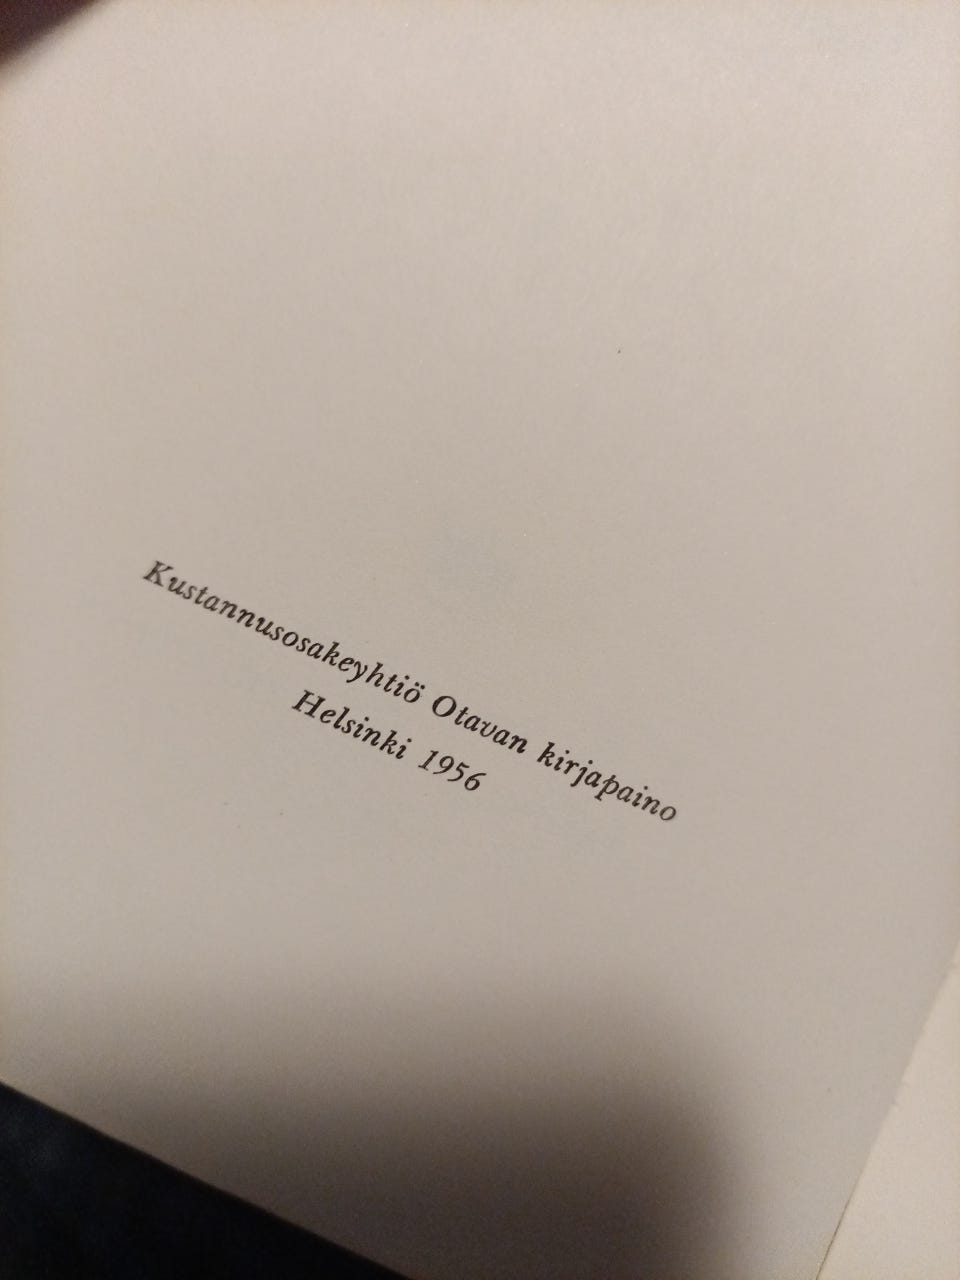 Kustannusosakeyhtiö Otavan kirjapaino
Helsinki 1956